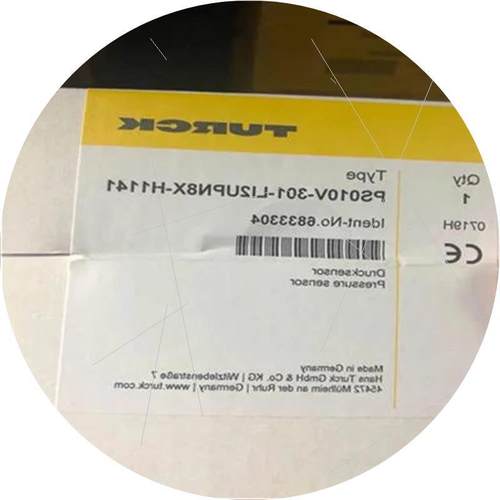 TURCK
Type
Qty
PS010V-301-LI2UPN8X-H1141
1
Ident-No.6833304
0719H
CE
Drucksensor
Pressure sensor
Made in Germany
Hans Turck GmbH & Co. KG | Witzlebenstraße 7
45472 Mülheim an der Ruhr | Germany | www.turck.com